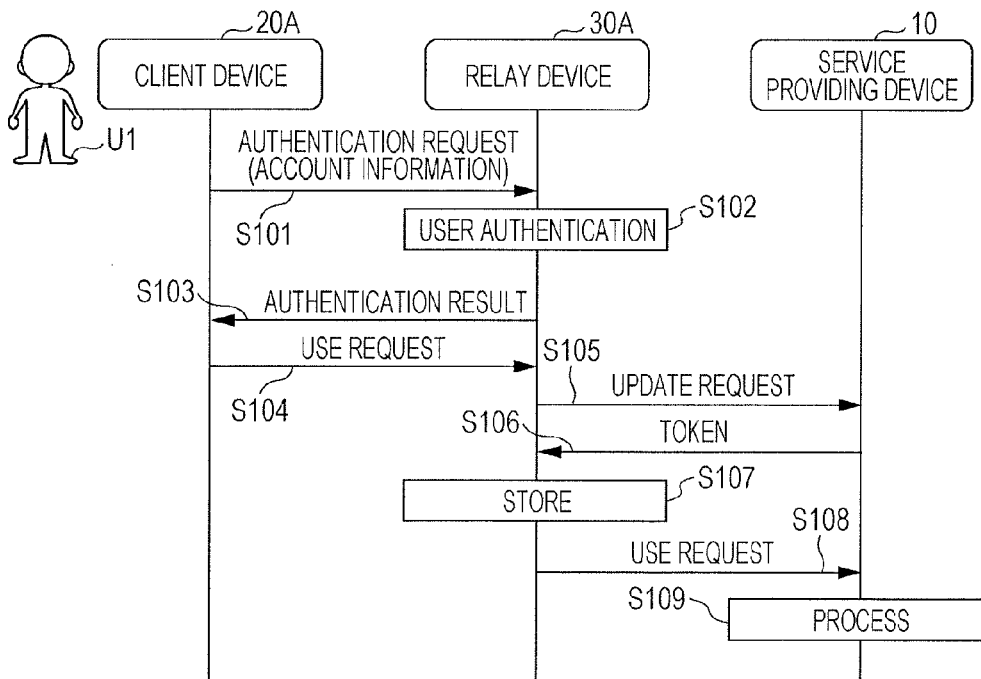 20A
30A
10
CLIENT DEVICE
RELAY DEVICE
SERVICE
PROVIDING DEVICE
U1
AUTHENTICATION REQUEST
(ACCOUNT INFORMATION)
S101
S102
USER AUTHENTICATION
S103
AUTHENTICATION RESULT
USE REQUEST
S104
S105
UPDATE REQUEST
S106
TOKEN
S107
STORE
S108
USE REQUEST
S109
PROCESS